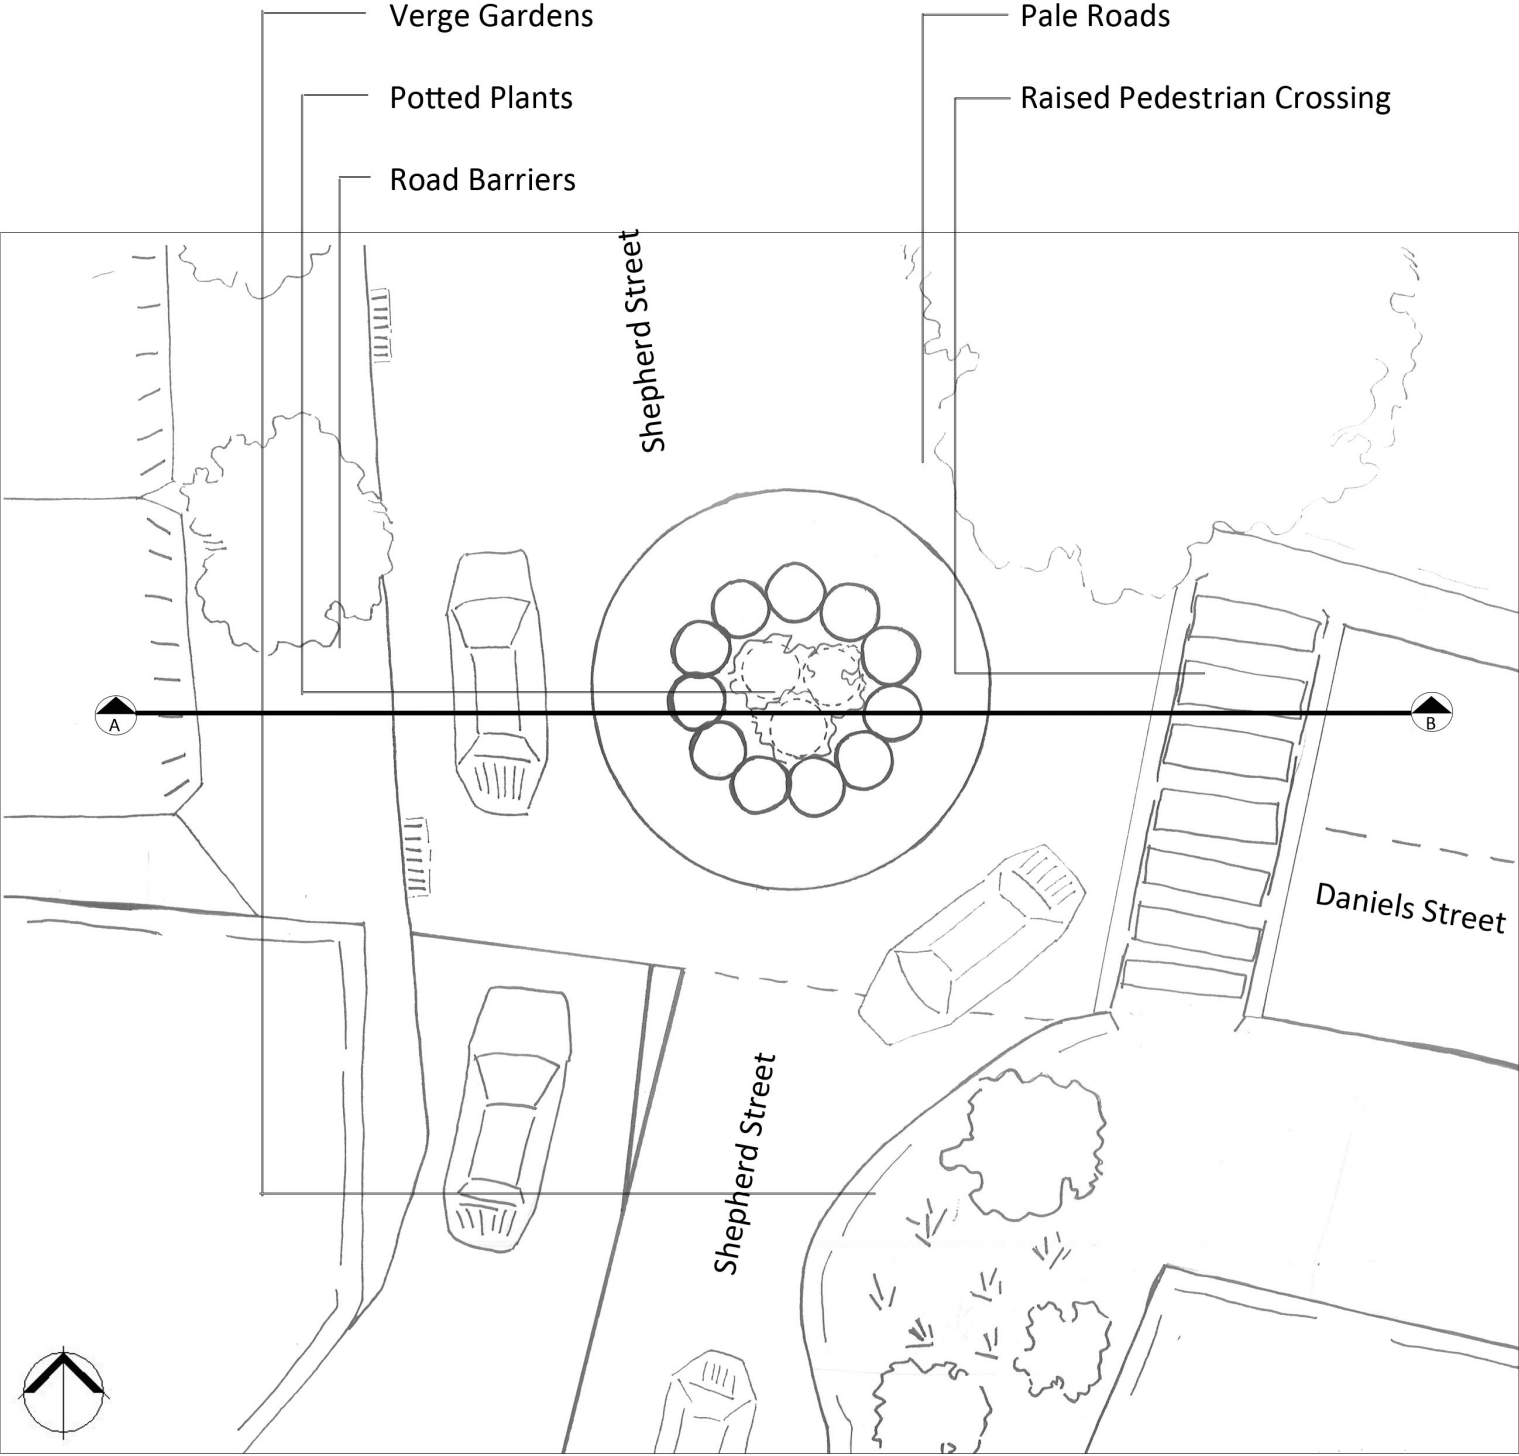 Verge Gardens
Pale Roads
Potted Plants
Raised Pedestrian Crossing
Road Barriers
Shepherd Street
A
B
Daniels Street
Shepherd Street